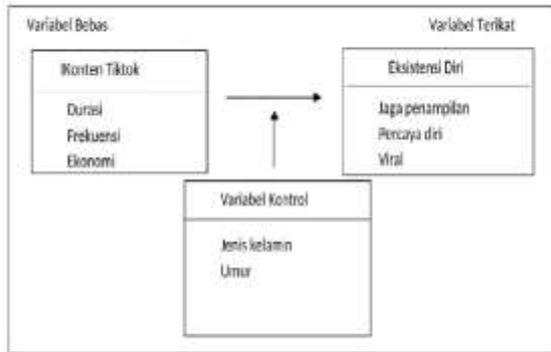 Variabel Bebas
Variabel Terikat
Konten Tiktok
Durasi
Frekuensi
Ekonomi
Eksistensi Diri
Jaga penampilan
Percaya diri
Viral
Variabel Kontrol
Jenis kelamin
Umur